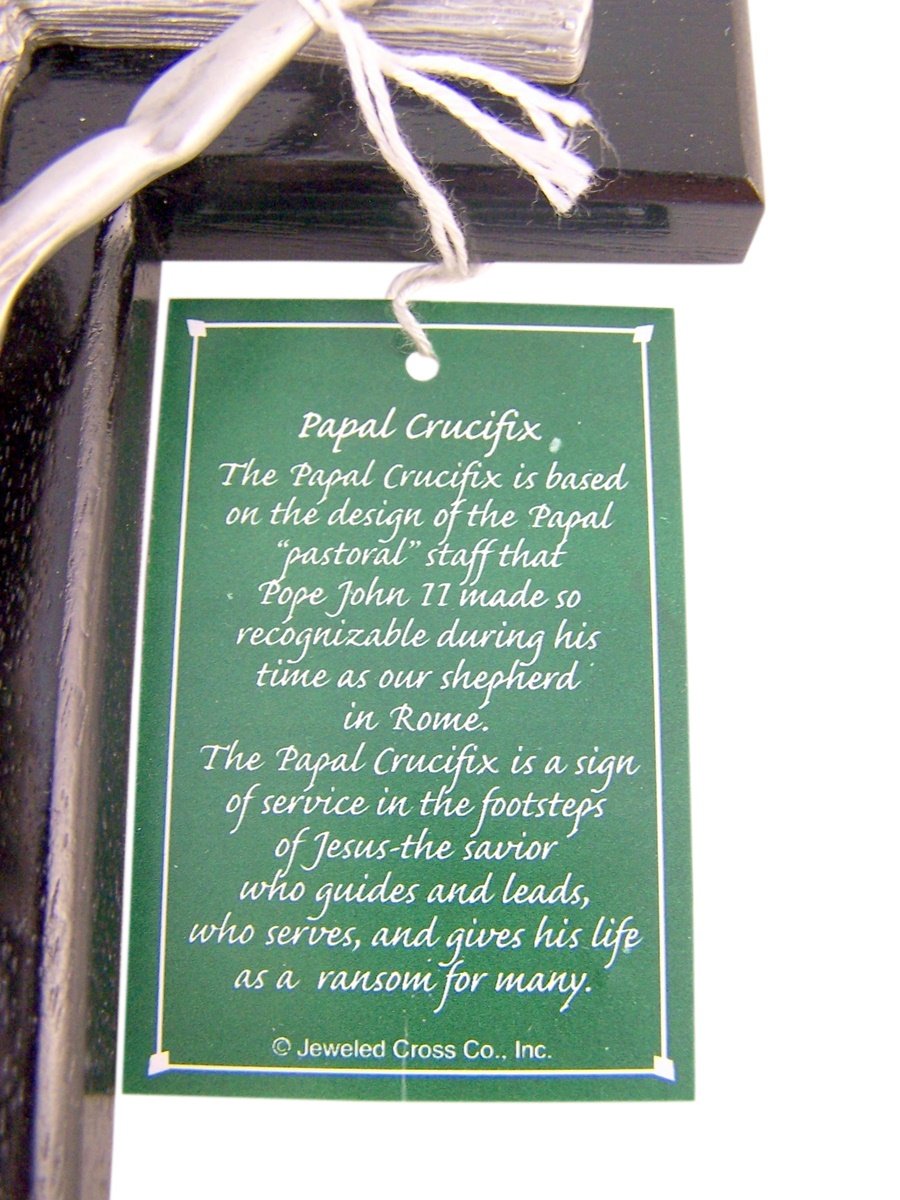 Papal Crucifix
The Papal Crucifix is based
on the design of the Papal
“pastoral” staff that
Pope John II made so
recognizable during his
time as our shepherd
in Rome.
The Papal Crucifix is a sign
of service in the footsteps
of Jesus-the savior
who guides and leads,
who serves, and gives his life
as a ransom for many.
© Jeweled Cross Co., Inc.